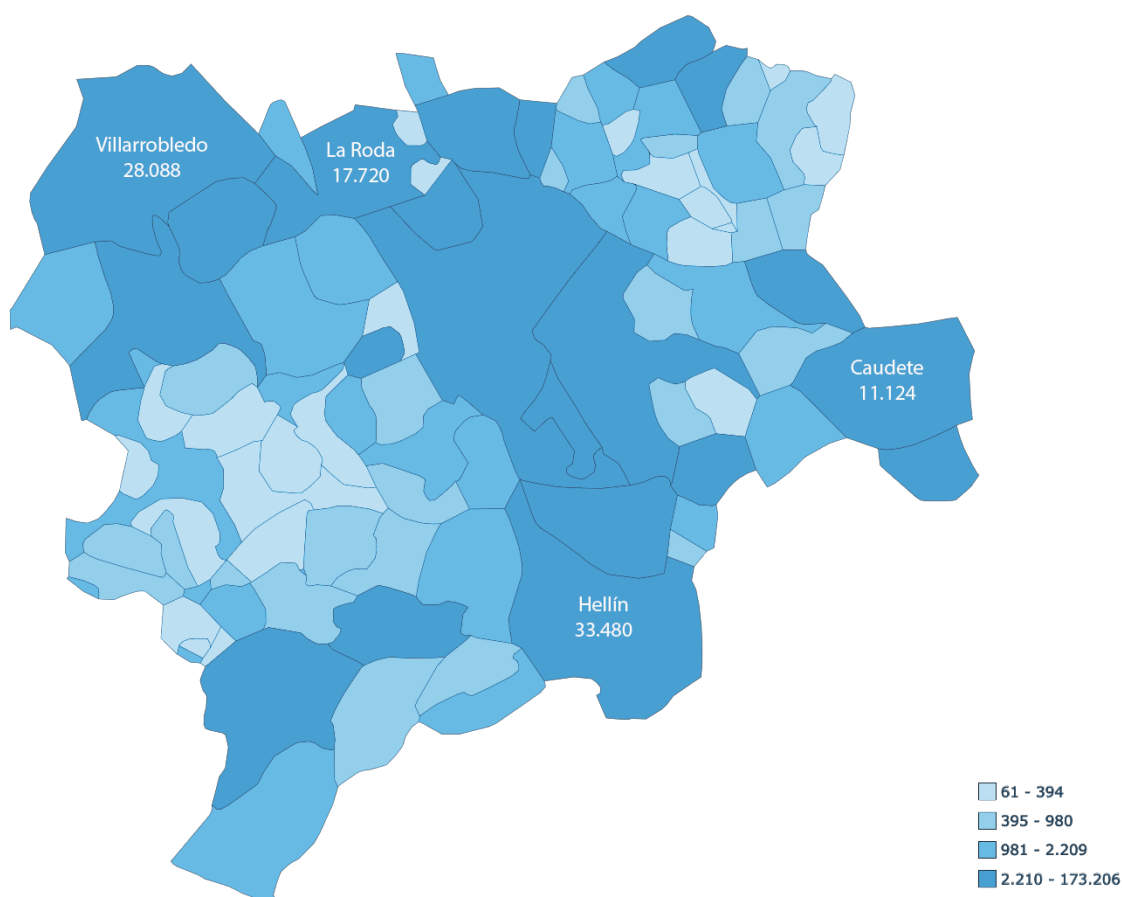 Villarrobledo
28.088
La Roda
17.720
Caudete
11.124
Hellín
33.480
61 - 394
395 - 980
981 - 2.209
2.210 - 173.206